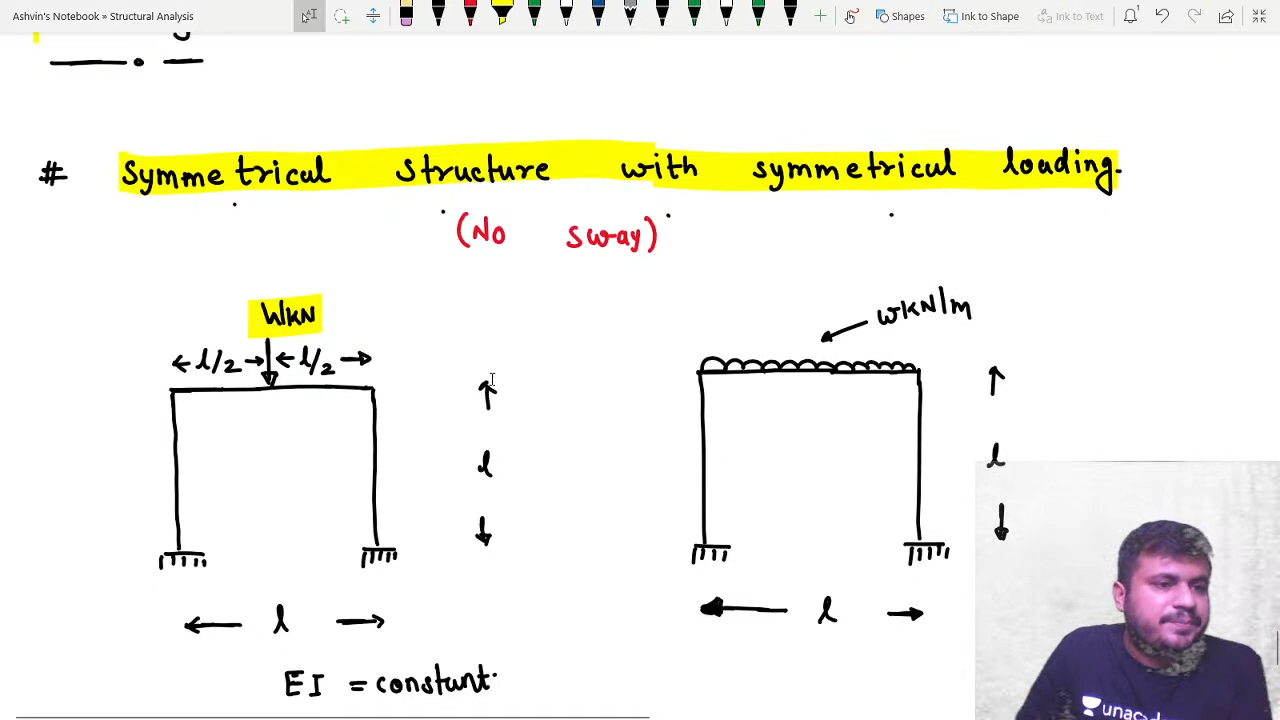 Ashvin's Notebook » Structural Analysis
Shapes
Ink to Shape
Ink to Text
# Symmetrical Structure with symmetrical loading.
(No sway)
WKN
l/2 l/2
wKN/m
l
l
l
l
EI = constant.